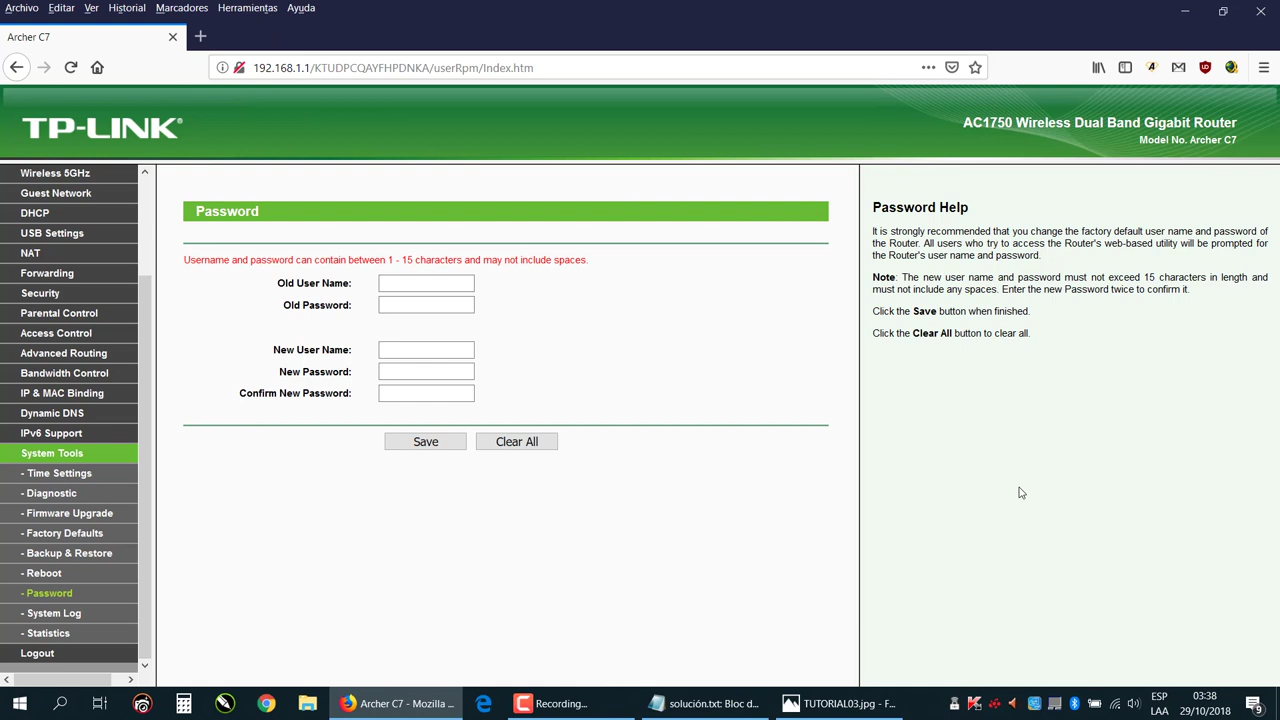 Archivo Editar Ver Historial Marcadores Herramientas Ayuda
Archer C7
192.168.1.1/KTUDPCQAYFHPDNKA/userRpm/Index.htm
TP-LINK
AC1750 Wireless Dual Band Gigabit Router
Model No. Archer C7
Wireless 5GHz
Guest Network
DHCP
USB Settings
NAT
Forwarding
Security
Parental Control
Access Control
Advanced Routing
Bandwidth Control
IP & MAC Binding
Dynamic DNS
IPv6 Support
System Tools
- Time Settings
- Diagnostic
- Firmware Upgrade
- Factory Defaults
- Backup & Restore
- Reboot
- Password
- System Log
- Statistics
Logout
Password
Username and password can contain between 1 - 15 characters and may not include spaces.
Old User Name:
Old Password:
New User Name:
New Password:
Confirm New Password:
Save Clear All
Password Help
It is strongly recommended that you change the factory default user name and password of
the Router. All users who try to access the Router's web-based utility will be prompted for
the Router's user name and password.
Note: The new user name and password must not exceed 15 characters in length and
must not include any spaces. Enter the new Password twice to confirm it.
Click the Save button when finished.
Click the Clear All button to clear all.
Archer C7 - Mozilla ... Recording... solución.txt: Bloc d... TUTORIAL03.jpg - F...
ESP
LAA
03:38
29/10/2018
9